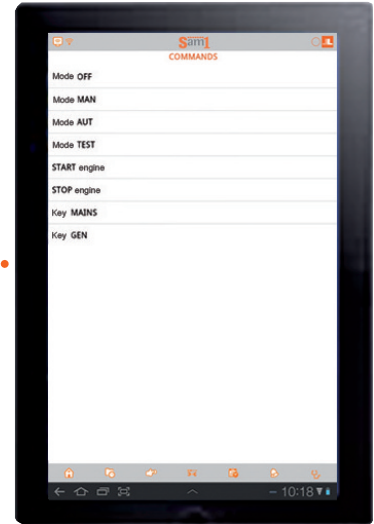 Sam1
COMMANDS
Mode OFF
Mode MAN
Mode AUT
Mode TEST
START engine
STOP engine
Key MAINS
Key GEN
10:18